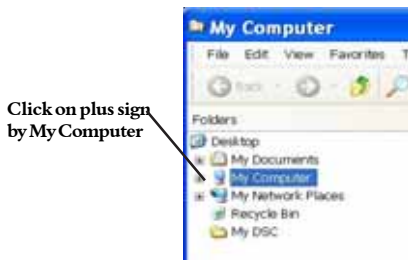 My Computer
File Edit View Favorites T
Back
Click on plus sign
by My Computer
Folders
Desktop
My Documents
My Computer
My Network Places
Recycle Bin
My DSC